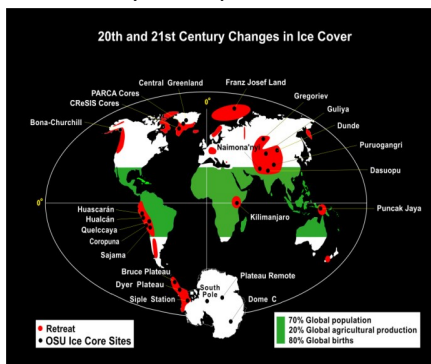 20th and 21st Century Changes in Ice Cover
Central Greenland
Franz Josef Land
PARCA Cores
CReSIS Cores
Bona-Churchill
0°
Gregoriev
Guliya
Dunde
Puruogangri
Naimona'nyi
Dasuopu
0°
Puncak Jaya
Kilimanjaro
Huascarán
Hualcán
Quelccaya
Coropuna
Sajama
Bruce Plateau
Dyer Plateau
Siple Station
South
Pole
Plateau Remote
Dome C
Retreat
OSU Ice Core Sites
70% Global population
20% Global agricultural production
80% Global births